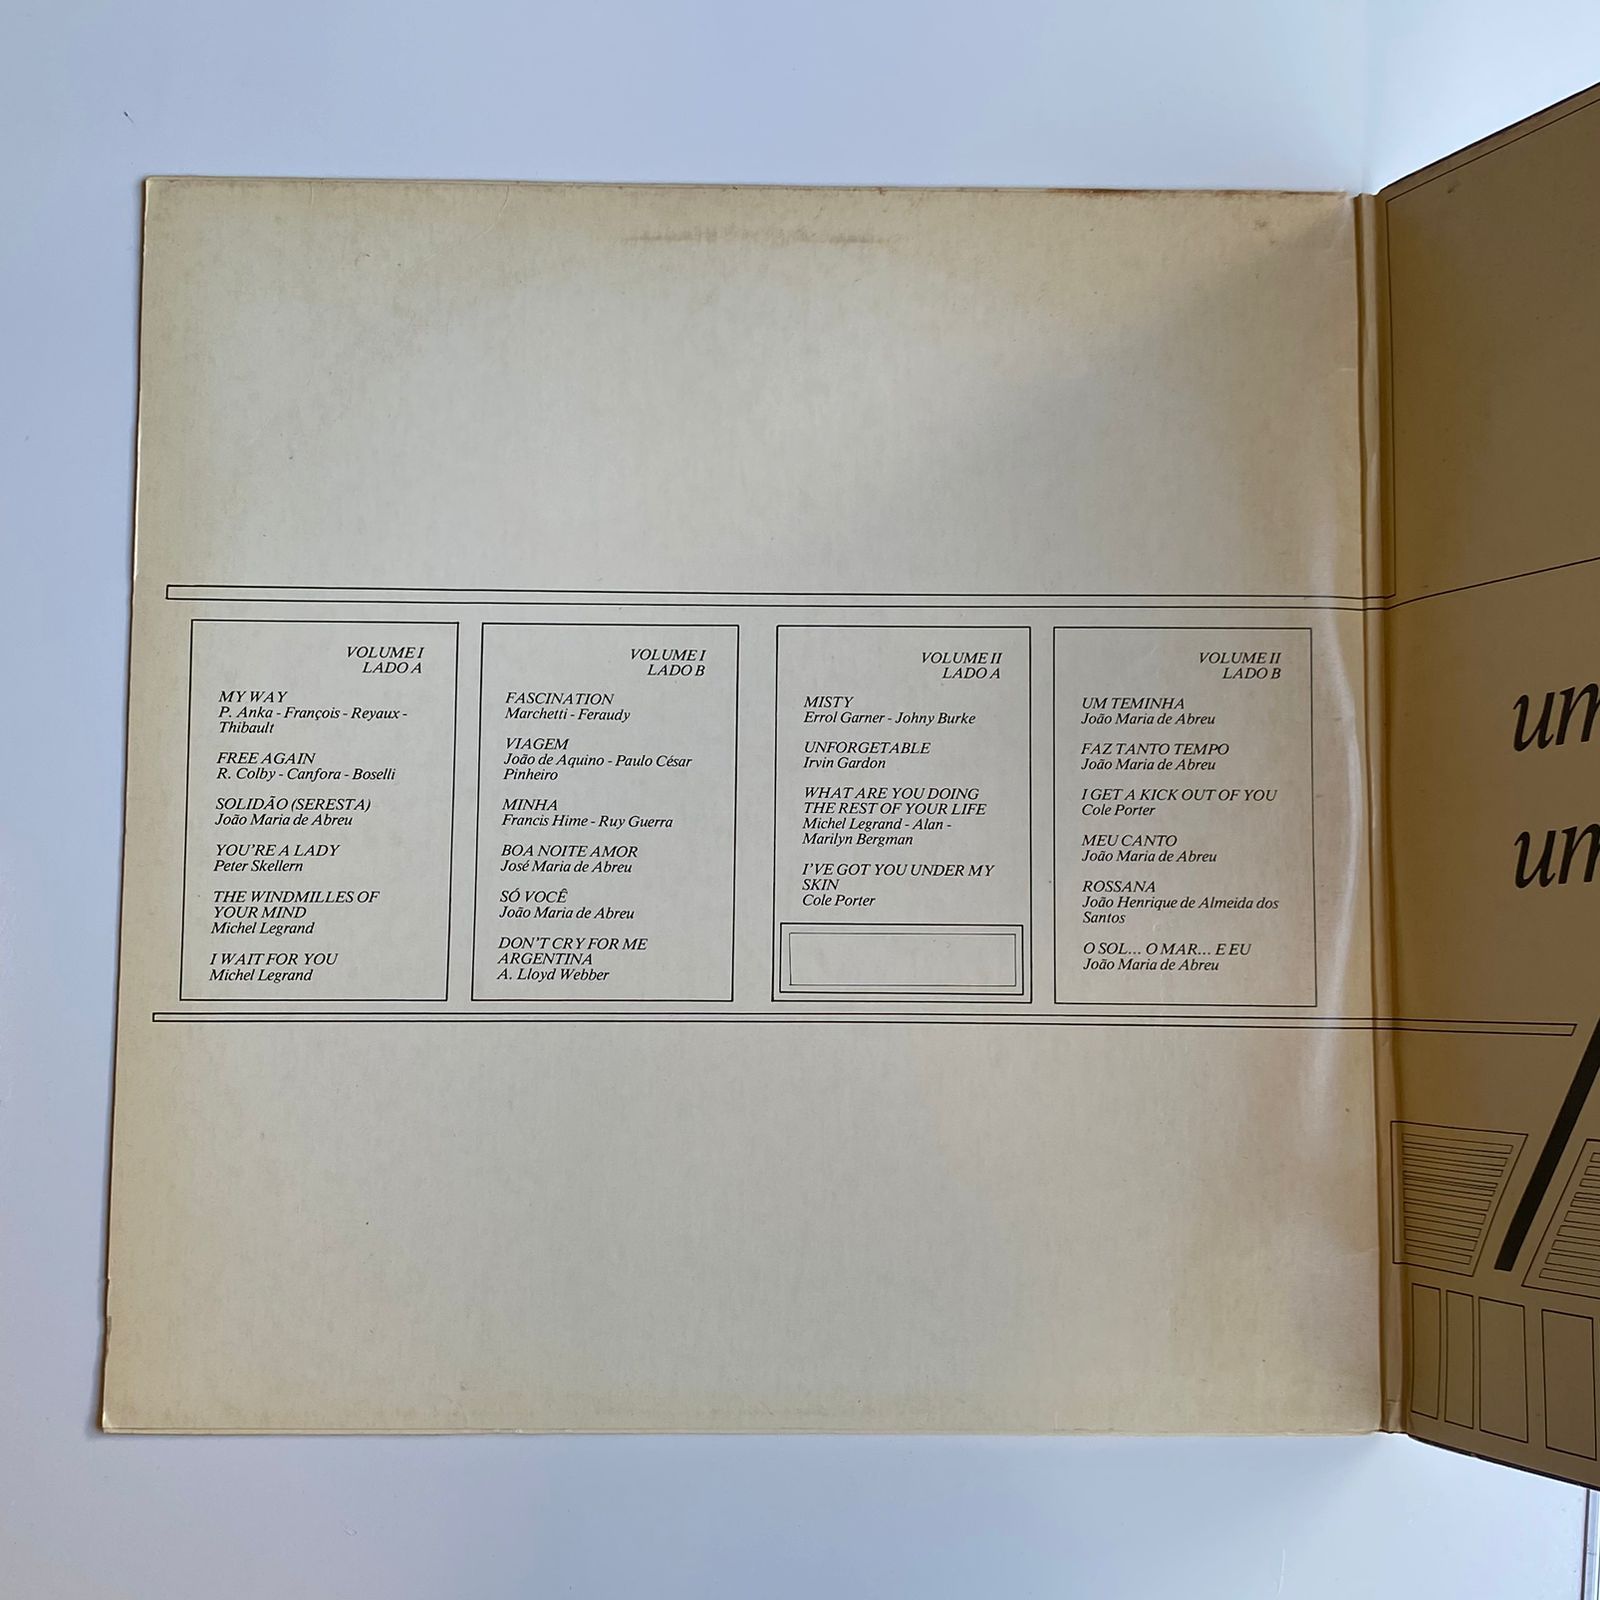 VOLUME I
LADO A
MY WAY
P. Anka - François - Reyaux -
Thibault
FREE AGAIN
R. Colby - Canfora - Boselli
SOLIDÃO (SERESTA)
João Maria de Abreu
YOU'RE A LADY
Peter Skellern
THE WINDMILLES OF
YOUR MIND
Michel Legrand
I WAIT FOR YOU
Michel Legrand
VOLUME I
LADO B
FASCINATION
Marchetti - Feraudy
VIAGEM
João de Aquino - Paulo César
Pinheiro
MINHA
Francis Hime - Ruy Guerra
BOA NOITE AMOR
José Maria de Abreu
SÓ VOCÊ
João Maria de Abreu
DON'T CRY FOR ME
ARGENTINA
A. Lloyd Webber
VOLUME II
LADO A
MISTY
Errol Garner - Johny Burke
UNFORGETABLE
Irvin Gardon
WHAT ARE YOU DOING
THE REST OF YOUR LIFE
Michel Legrand - Alan -
Marilyn Bergman
I'VE GOT YOU UNDER MY
SKIN
Cole Porter
VOLUME II
LADO B
UM TEMINHA
João Maria de Abreu
FAZ TANTO TEMPO
João Maria de Abreu
I GET A KICK OUT OF YOU
Cole Porter
MEU CANTO
João Maria de Abreu
ROSSANA
João Henrique de Almeida dos
Santos
O SOL... O MAR... E EU
João Maria de Abreu